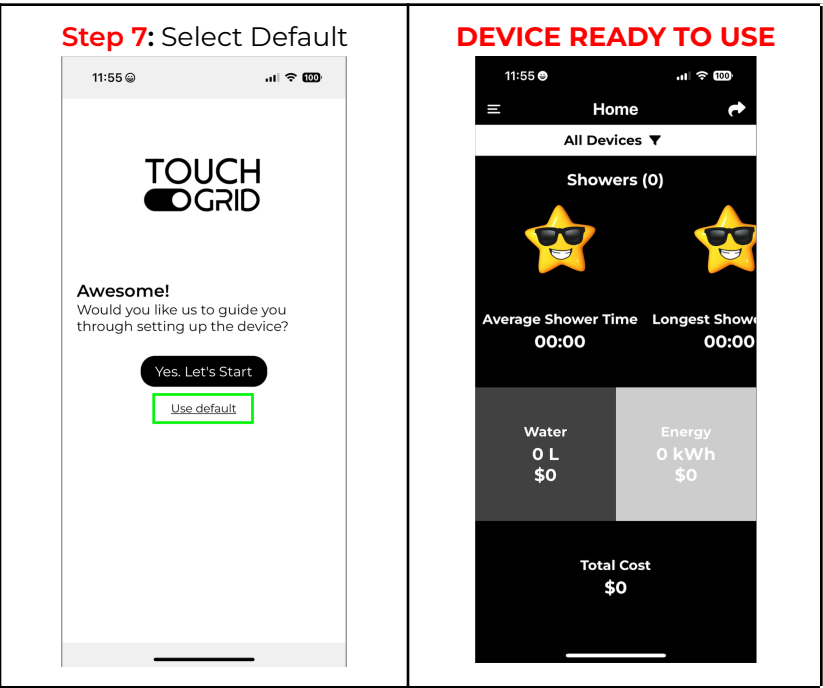 Step 7: Select Default
11:55
100
TOUCH
GRID
Awesome!
Would you like us to guide you
through setting up the device?
Yes. Let's Start
Use default
DEVICE READY TO USE
11:55
100
Home
All Devices
Showers (0)
Average Shower Time
00:00
Longest Showe
00:00
Water
0 L
$0
Energy
0 kWh
$0
Total Cost
$0